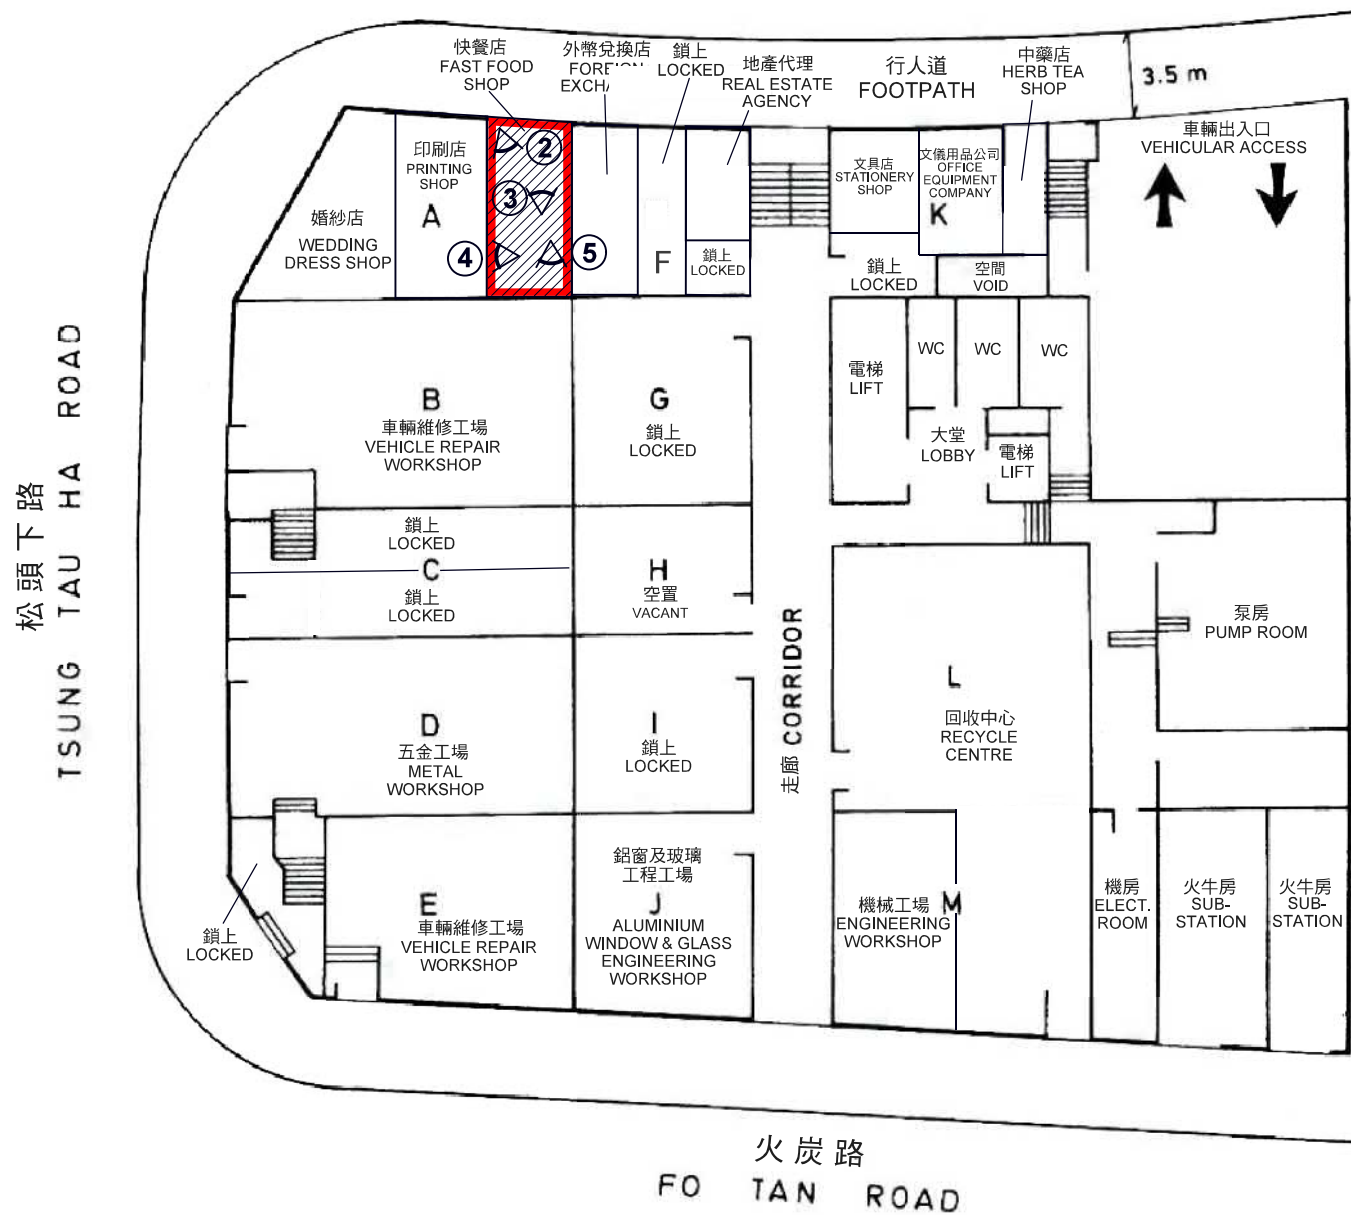 快餐店
FAST FOOD
SHOP
外幣兌換店
鎖上
LOCKED
地產代理
REAL ESTATE
AGENCY
行人道
FOOTPATH
中藥店
HERB TEA
SHOP
3.5 m
車輛出入口
VEHICULAR ACCESS
印刷店
PRINTING
SHOP
A
婚紗店
WEDDING
DRESS SHOP
②
③
④
⑤
F
鎖上
LOCKED
文具店
STATIONERY
SHOP
文儀用品公司
OFFICE
EQUIPMENT
COMPANY
K
鎖上
LOCKED
空間
VOID
B
車輛維修工場
VEHICLE REPAIR
WORKSHOP
G
鎖上
LOCKED
電梯
LIFT
WC
WC
WC
大堂
LOBBY
電梯
LIFT
鎖上
LOCKED
C
鎖上
LOCKED
H
空置
VACANT
泵房
PUMP ROOM
走廊 CORRIDOR
D
五金工場
METAL
WORKSHOP
I
鎖上
LOCKED
L
回收中心
RECYCLE
CENTRE
鎖上
LOCKED
E
車輛維修工場
VEHICLE REPAIR
WORKSHOP
鋁窗及玻璃
工程工場
J
ALUMINIUM
WINDOW & GLASS
ENGINEERING
WORKSHOP
M
機械工場
ENGINEERING
WORKSHOP
機房
ELECT.
ROOM
火牛房
SUB-
STATION
火牛房
SUB-
STATION
松頭下路
TSUNG TAU HA ROAD
火炭路
FO TAN ROAD